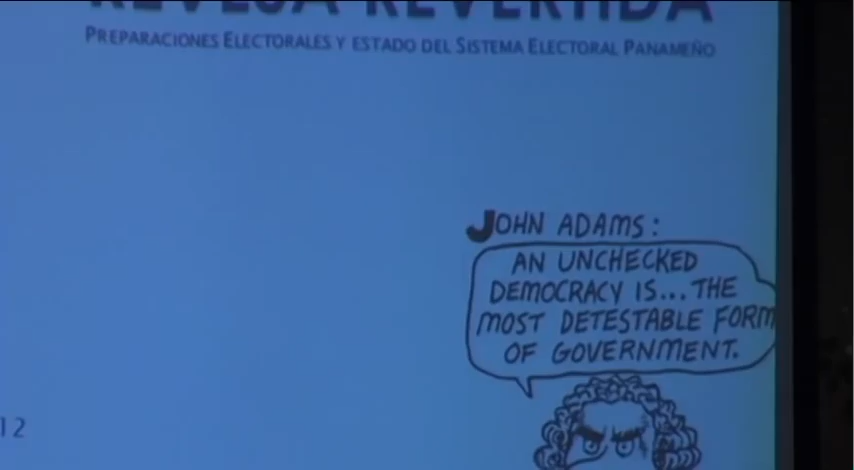 REVERTIDA
PREPARACIONES ELECTORALES Y ESTADO DEL SISTEMA ELECTORAL PANAMEÑO
JOHN ADAMS:
AN UNCHECKED
DEMOCRACY IS...THE
MOST DETESTABLE FORM
OF GOVERNMENT.
12